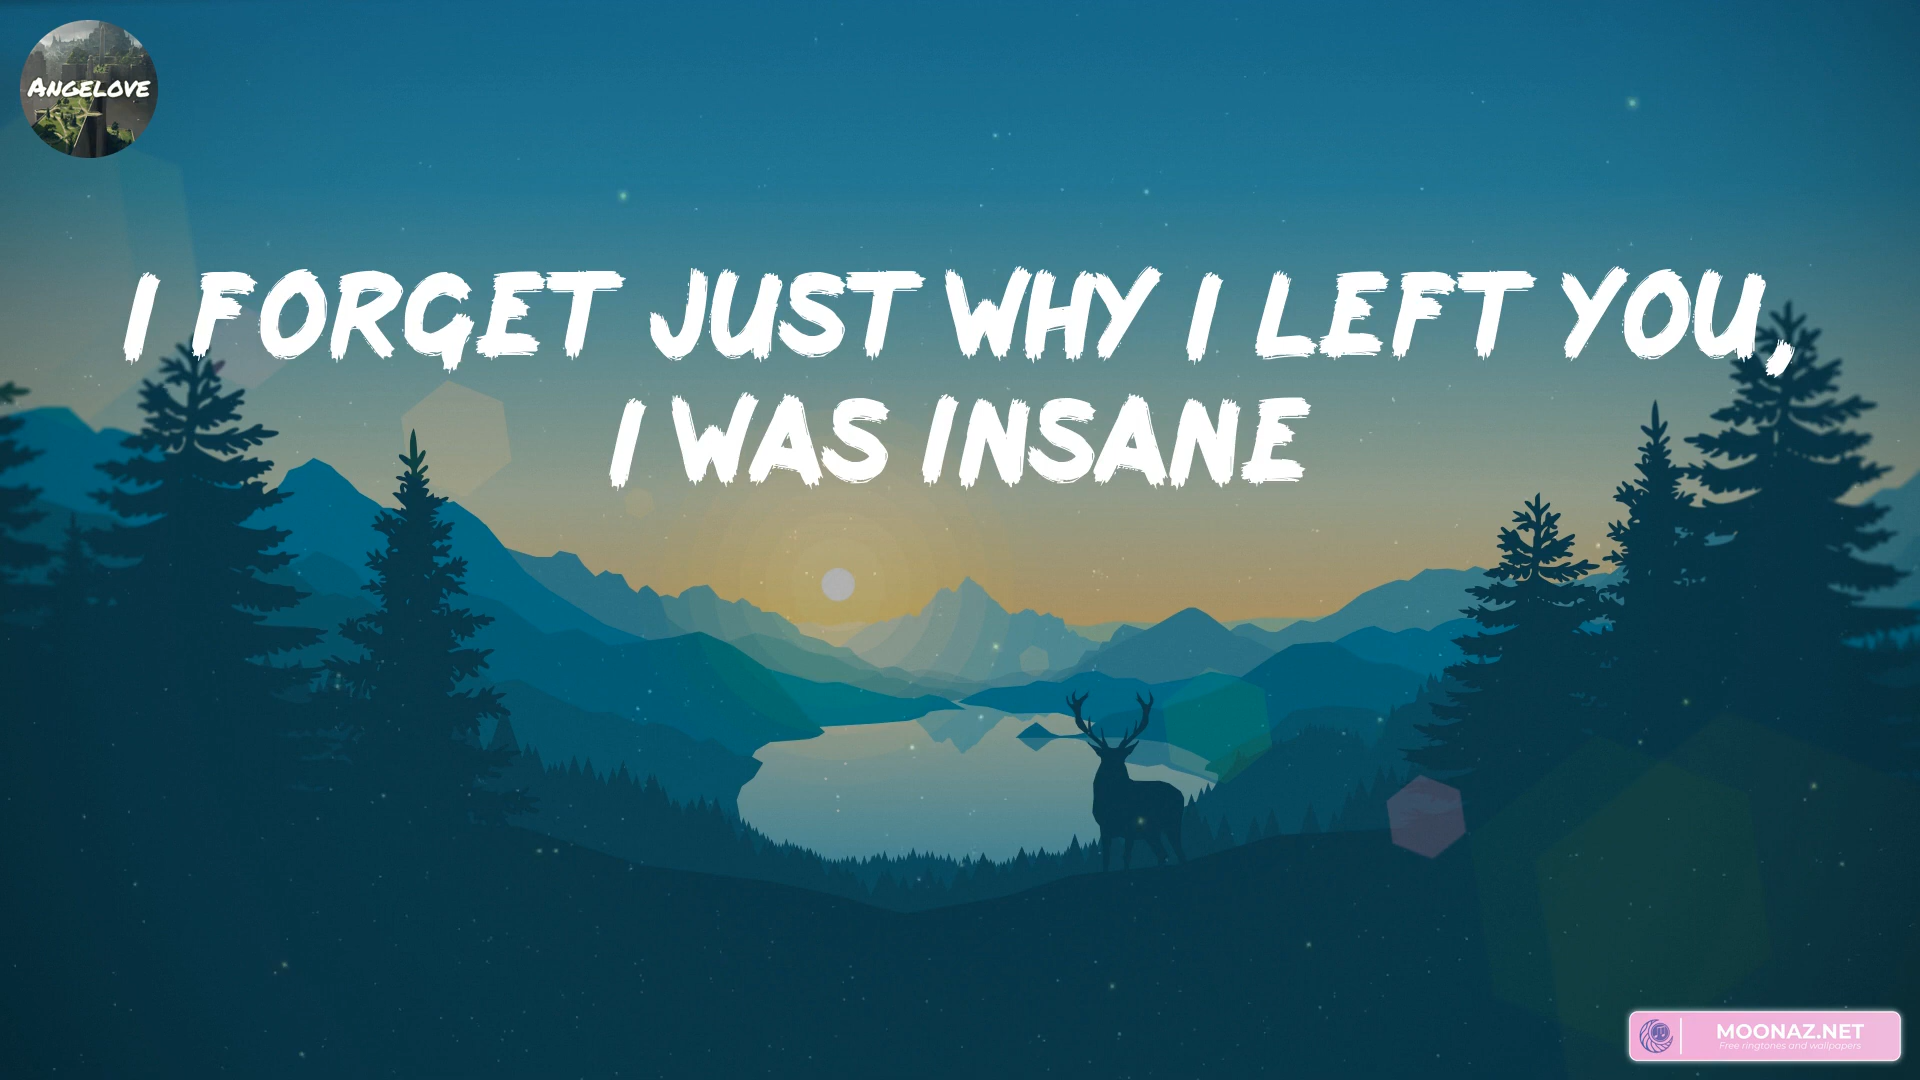 ANGELOVE
I FORGET JUST WHY I LEFT YOU,
I WAS INSANE
MOONAZ.NET
Free ringtones and wallpapers